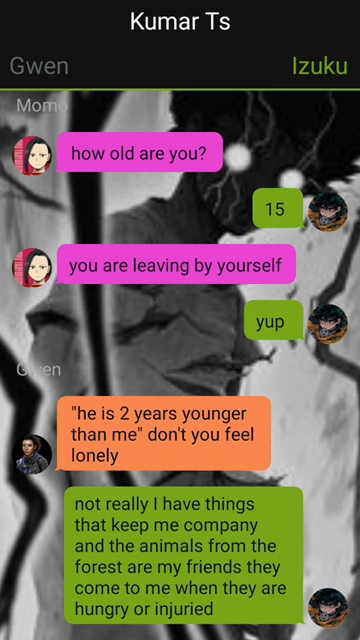 Kumar Ts
Gwen
Izuku
Momo
how old are you?
15
you are leaving by yourself
yup
Gwen
"he is 2 years younger
than me" don't you feel
lonely
not really I have things
that keep me company
and the animals from the
forest are my friends they
come to me when they are
hungry or injuried